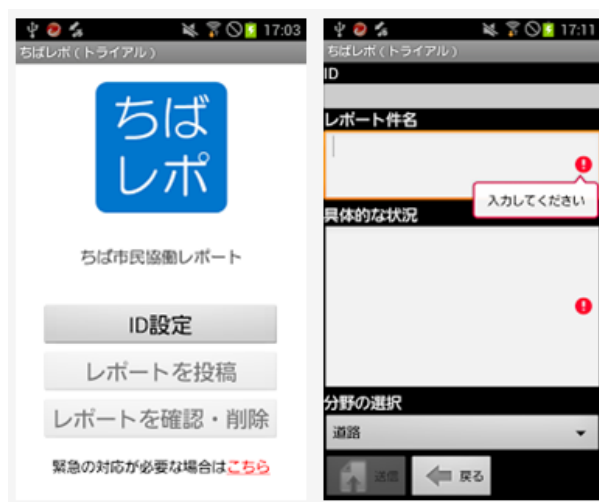 17:03
ちばレポ(トライアル)
ちば
レポ
ちば市民協働レポート
ID設定
レポートを投稿
レポートを確認・削除
緊急の対応が必要な場合はこちら
17:11
ちばレポ(トライアル)
ID
レポート件名
入力してください
具体的な状況
分野の選択
道路
送信
戻る